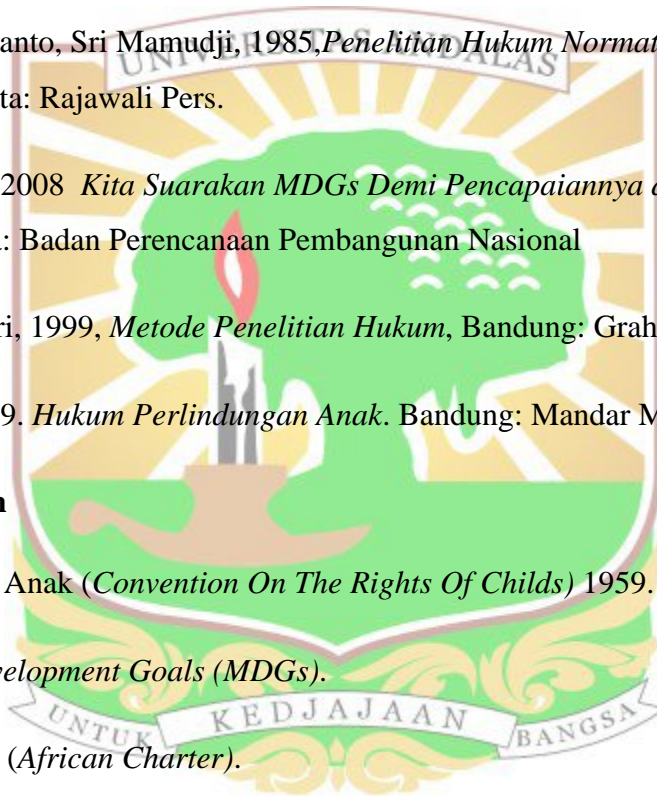 UNIVERSITAS ANDALAS
anto, Sri Mamudji, 1985,Penelitian Hukum Normat
ta: Rajawali Pers.
2008 Kita Suarakan MDGs Demi Pencapaiannya
: Badan Perencanaan Pembangunan Nasional
ri, 1999, Metode Penelitian Hukum, Bandung: Grah
9. Hukum Perlindungan Anak. Bandung: Mandar M
n
Anak (Convention On The Rights Of Childs) 1959.
velopment Goals (MDGs).
(African Charter).
UNTUK KEDJAJAAN BANGSA